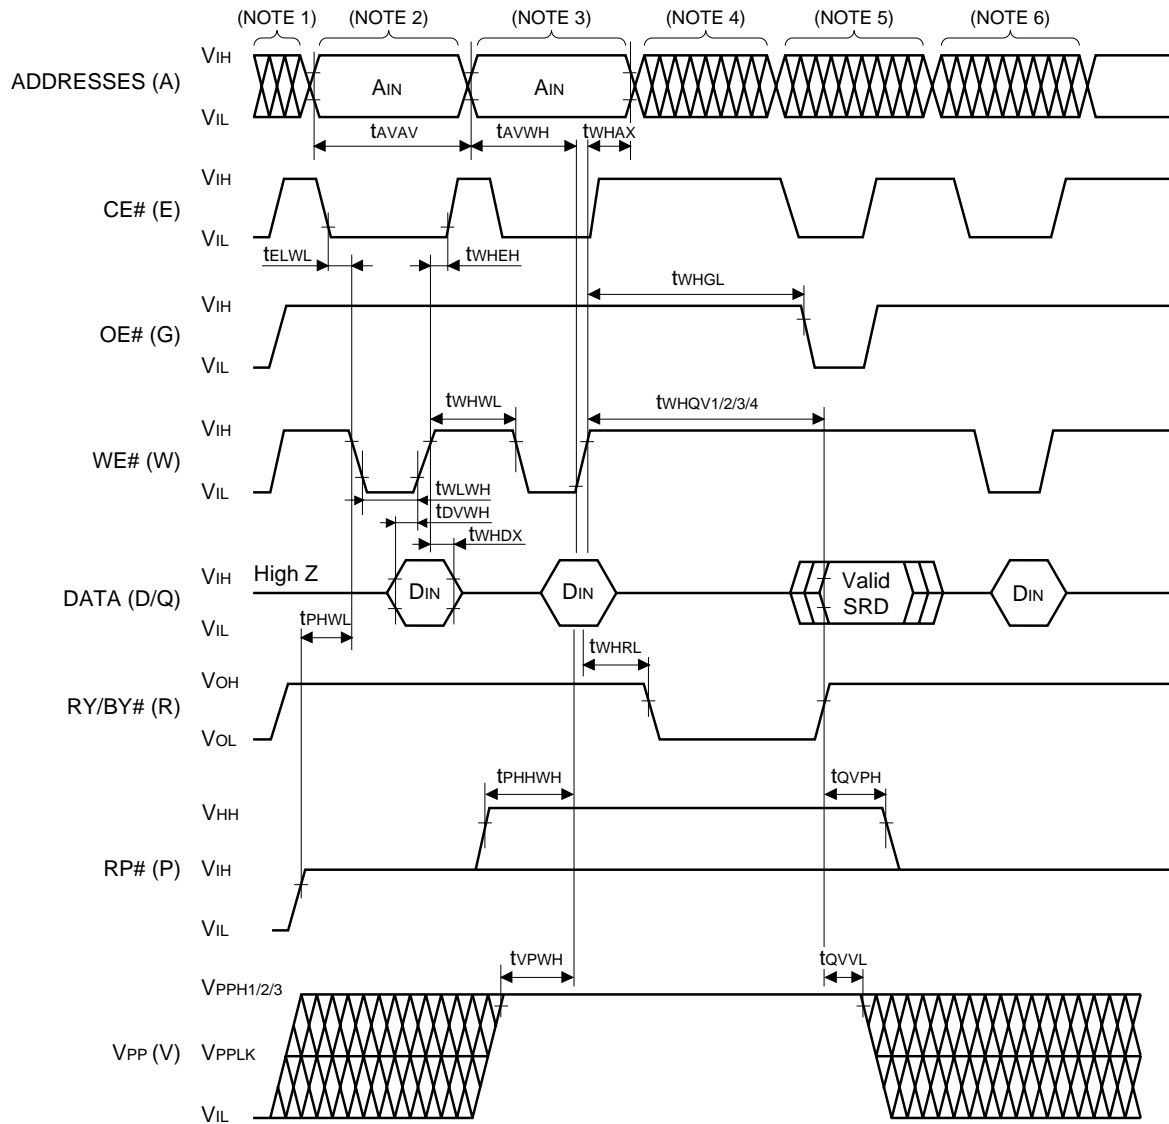 (NOTE 1) (NOTE 2) (NOTE 3) (NOTE 4) (NOTE 5) (NOTE 6)
VIH
ADDRESSES (A) AIN AIN
VIL
tAVAV tAVWH tWHAX
VIH
CE# (E)
VIL
tELWL tWHEH
tWHGL
VIH
OE# (G)
VIL
tWHWL tWHQV1/2/3/4
VIH
WE# (W)
VIL
tWLWH
tDVWH
tWHDX
VIH High Z
DATA (D/Q) DIN DIN Valid SRD DIN
VIL
tPHWL
tWHRL
VOH
RY/BY# (R)
VOL
tPHHWH tQVPH
VHH
RP# (P) VIH
VIL
tVPWH tQVVL
VPPH1/2/3
VPP (V) VPPLK
VIL